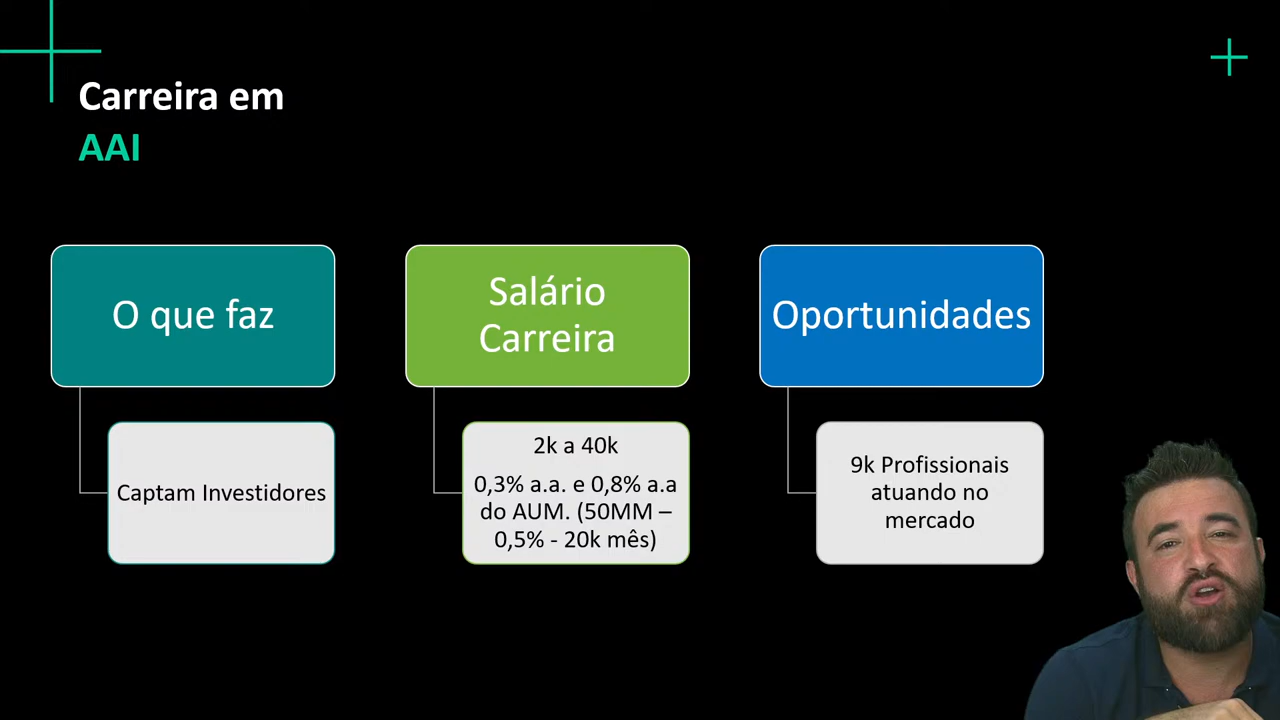 Carreira em
AAI
O que faz
Captam Investidores
Salário
Carreira
2k a 40k
0,3% a.a. e 0,8% a.a
do AUM. (50MM –
0,5% - 20k mês)
Oportunidades
9k Profissionais
atuando no
mercado